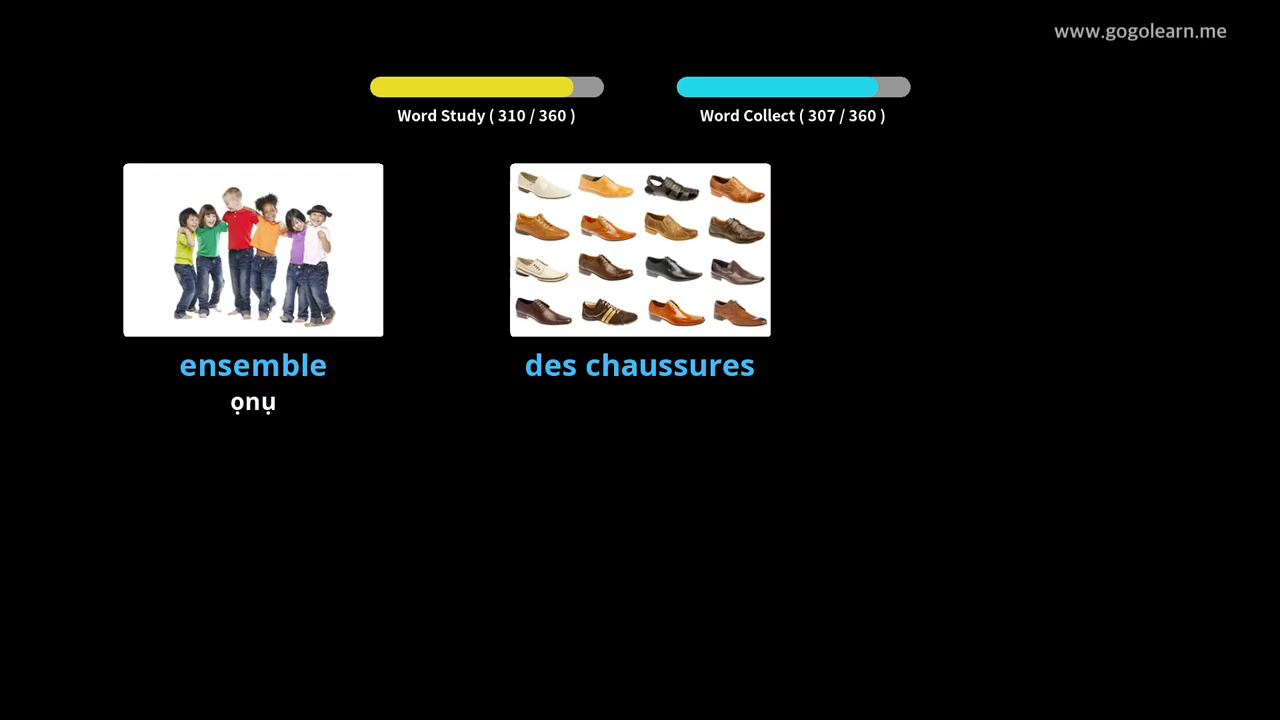 www.gogolearn.me
Word Study ( 310 / 360 )
Word Collect ( 307 / 360 )
ensemble
ọnụ
des chaussures